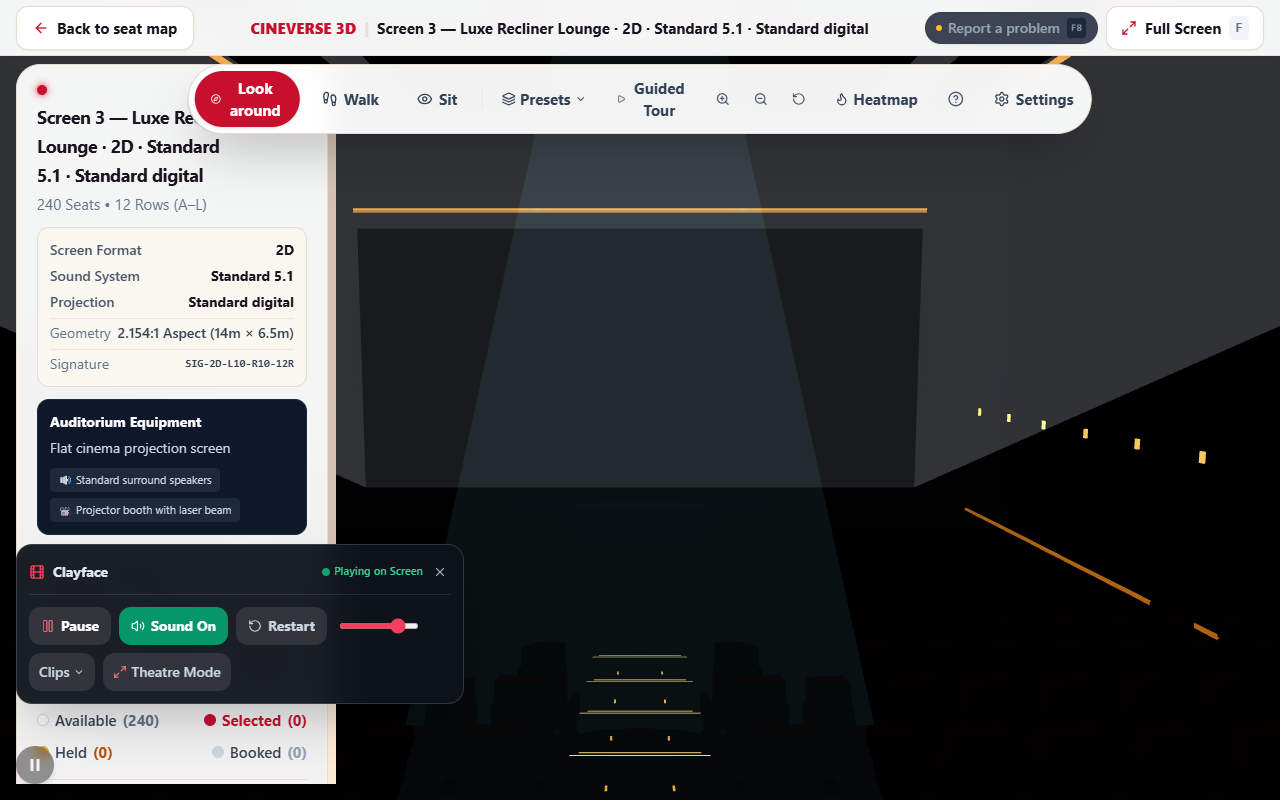 Back to seat map
CINEVERSE 3D | Screen 3 — Luxe Recliner Lounge · 2D · Standard 5.1 · Standard digital
Report a problem F8
Full Screen F
Look around
Walk
Sit
Presets
Guided Tour
Heatmap
Settings
Screen 3 — Luxe Re
Lounge · 2D · Standard
5.1 · Standard digital
240 Seats • 12 Rows (A–L)
Screen Format 2D
Sound System Standard 5.1
Projection Standard digital
Geometry 2.154:1 Aspect (14m × 6.5m)
Signature SIG-2D-L10-R10-12R
Auditorium Equipment
Flat cinema projection screen
Standard surround speakers
Projector booth with laser beam
Clayface
Playing on Screen
Pause
Sound On
Restart
Clips
Theatre Mode
Available (240)
Selected (0)
Held (0)
Booked (0)